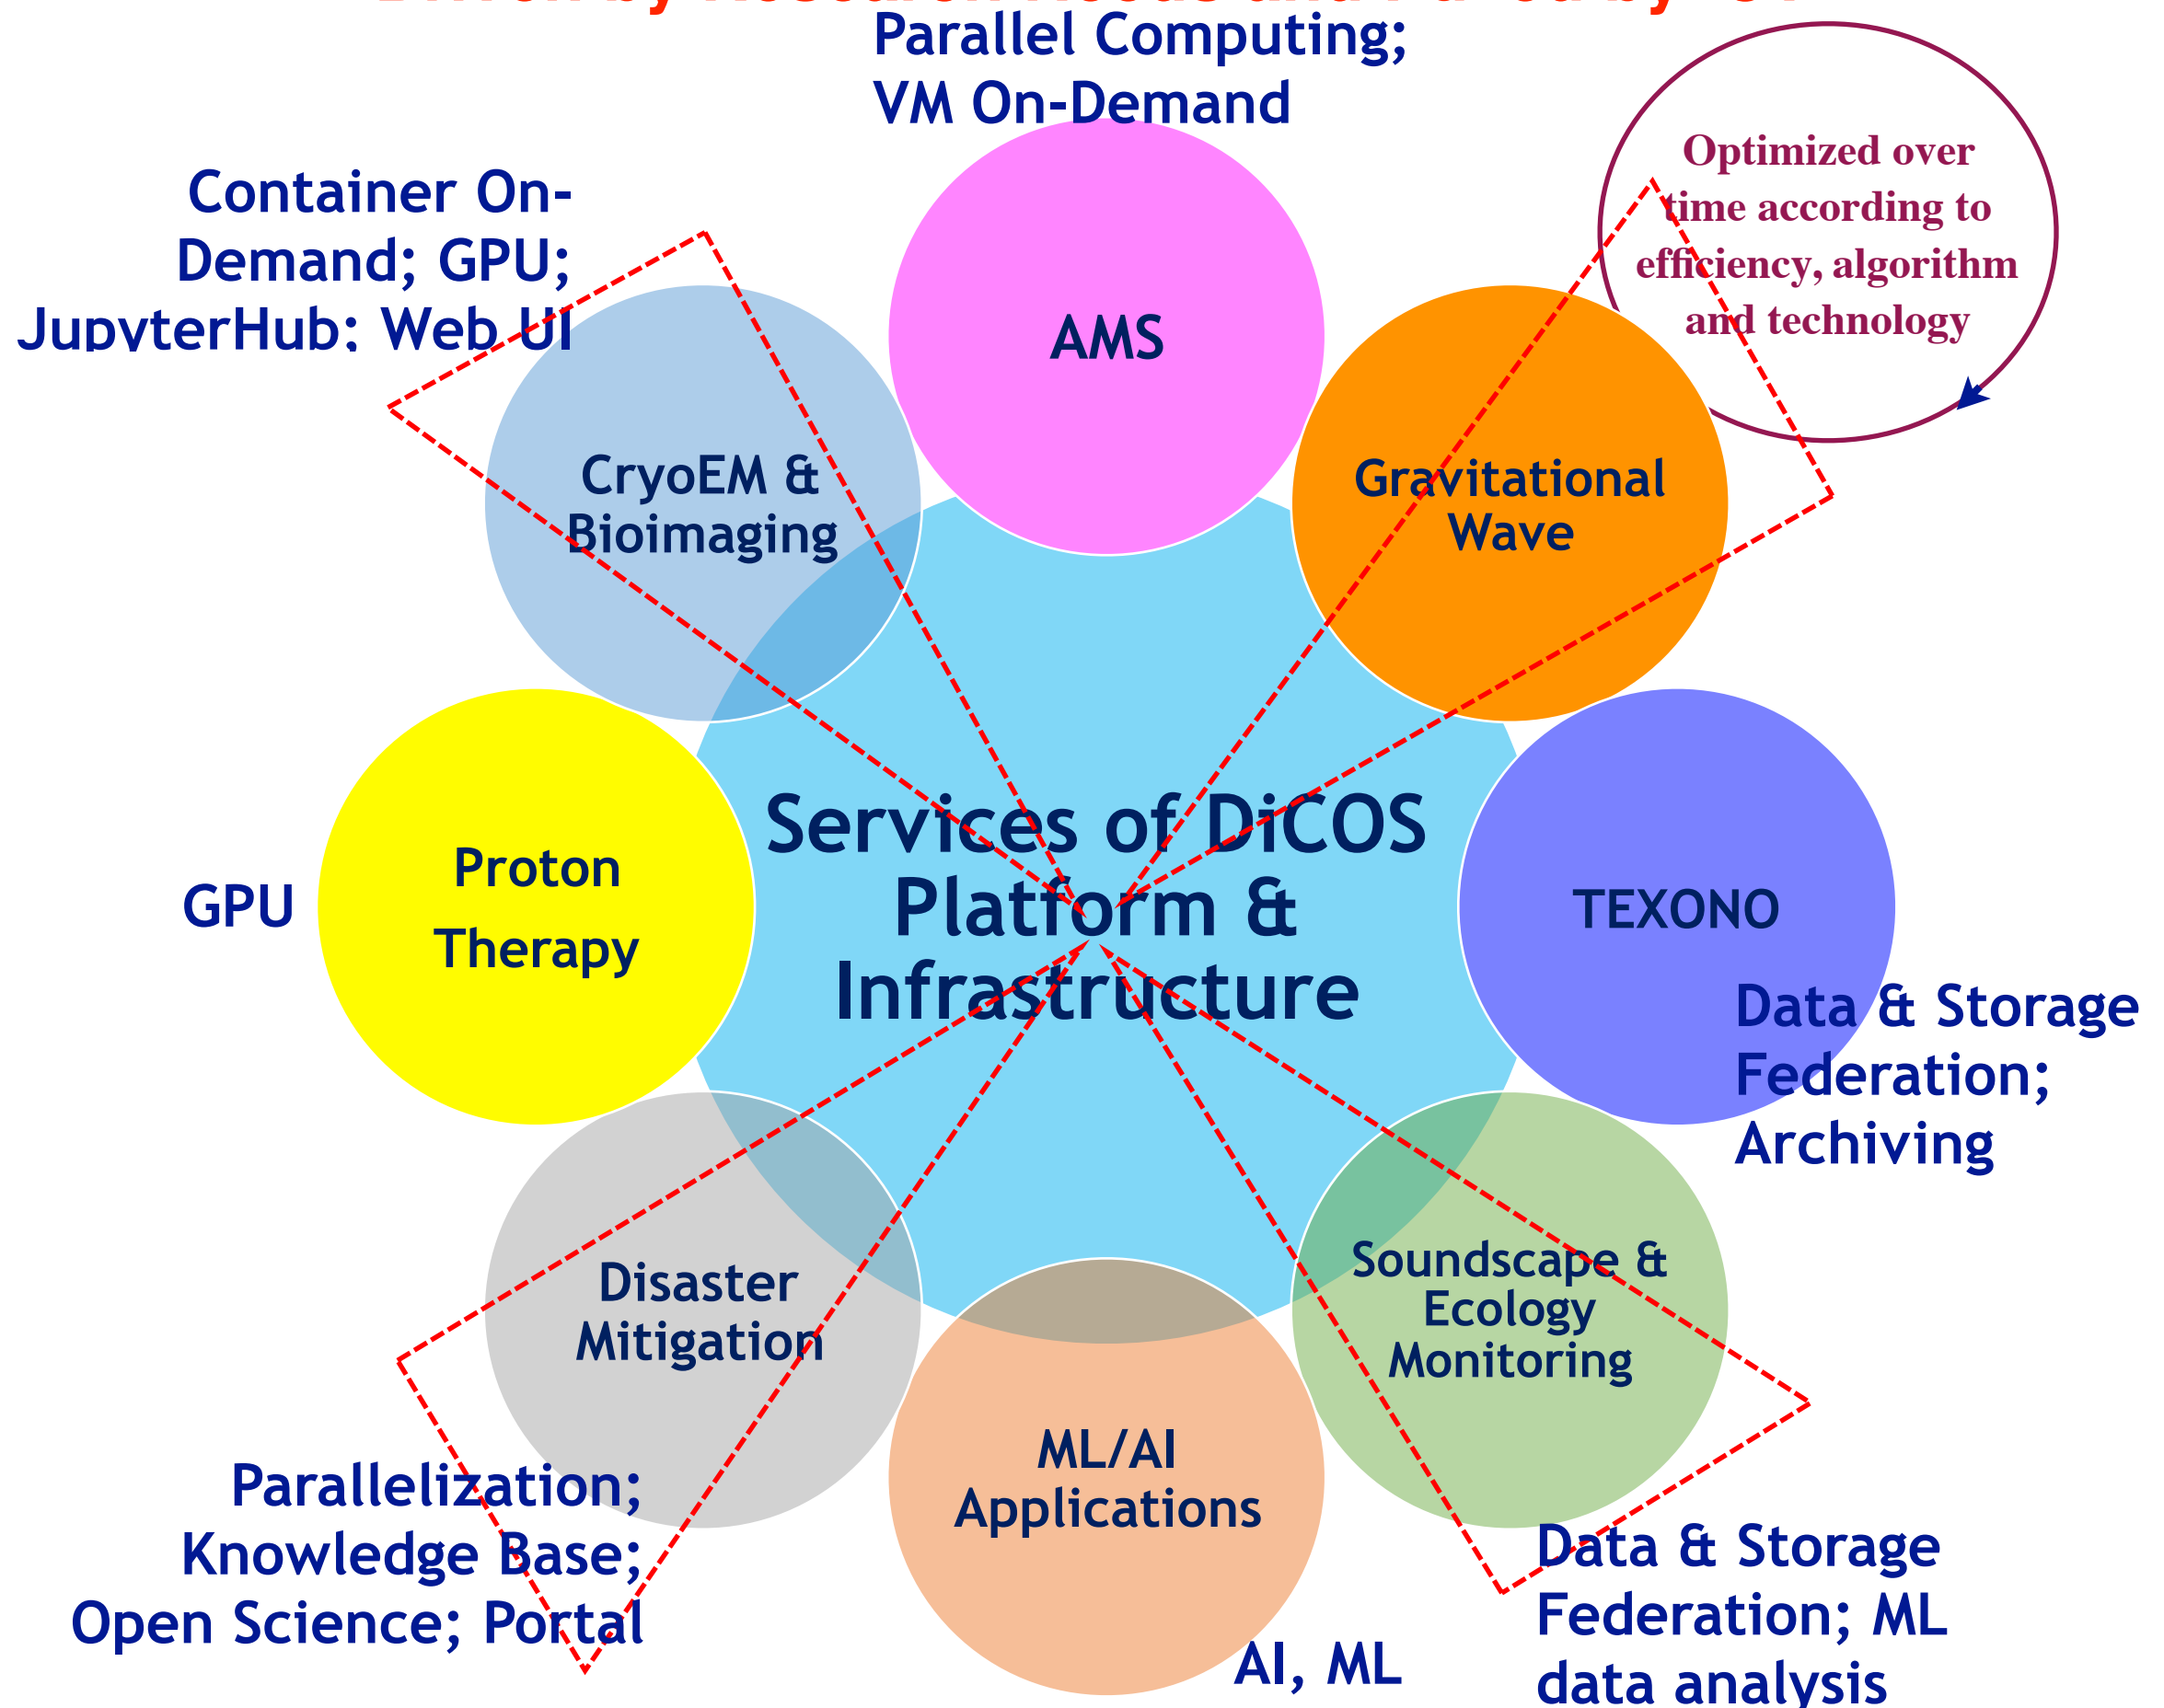 Parallel Computing;
VM On-Demand
Optimized over
time according to
efficiency, algorithm
and technology
Container On-
Demand; GPU;
JupyterHub; Web UI
AMS
CryoEM &
Bioimaging
Gravitational
Wave
Services of DiCOS
Platform &
Infrastructure
GPU
Proton
Therapy
TEXONO
Data & Storage
Federation;
Archiving
Disaster
Mitigation
Soundscape &
Ecology
Monitoring
ML/AI
Applications
Parallelization;
Knowledge Base;
Open Science; Portal
AI, ML
Data & Storage
Federation; ML
data analysis